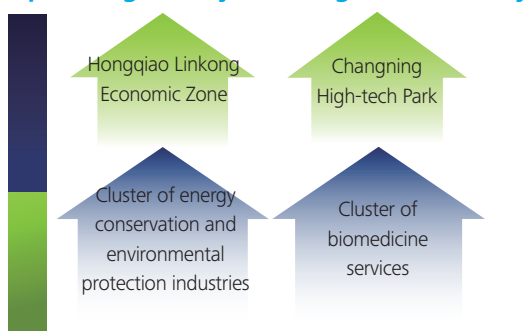 Hongqiao Linkong
Economic Zone
Changning
High-tech Park
Cluster of energy
conservation and
environmental
protection industries
Cluster of
biomedicine
services